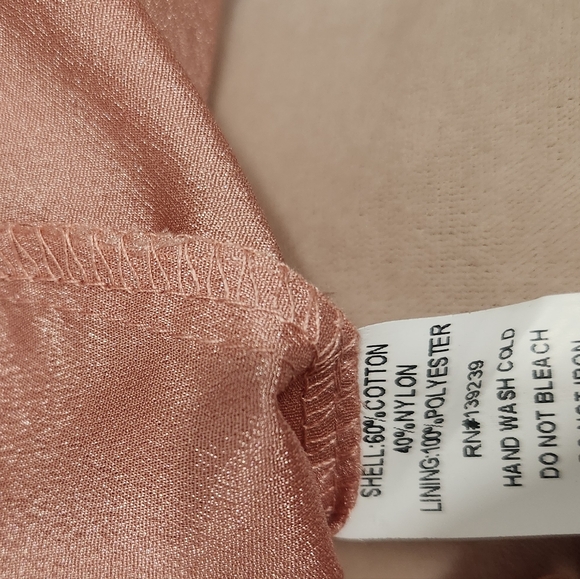 SHELL:60%COTTON
40%NYLON
LINING:100%POLYESTER
RN#139239
HAND WASH COLD
DO NOT BLEACH